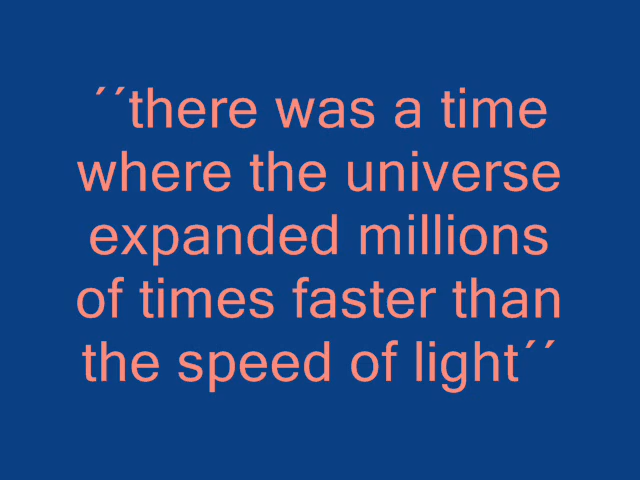 ´´there was a time
where the universe
expanded millions
of times faster than
the speed of light´´